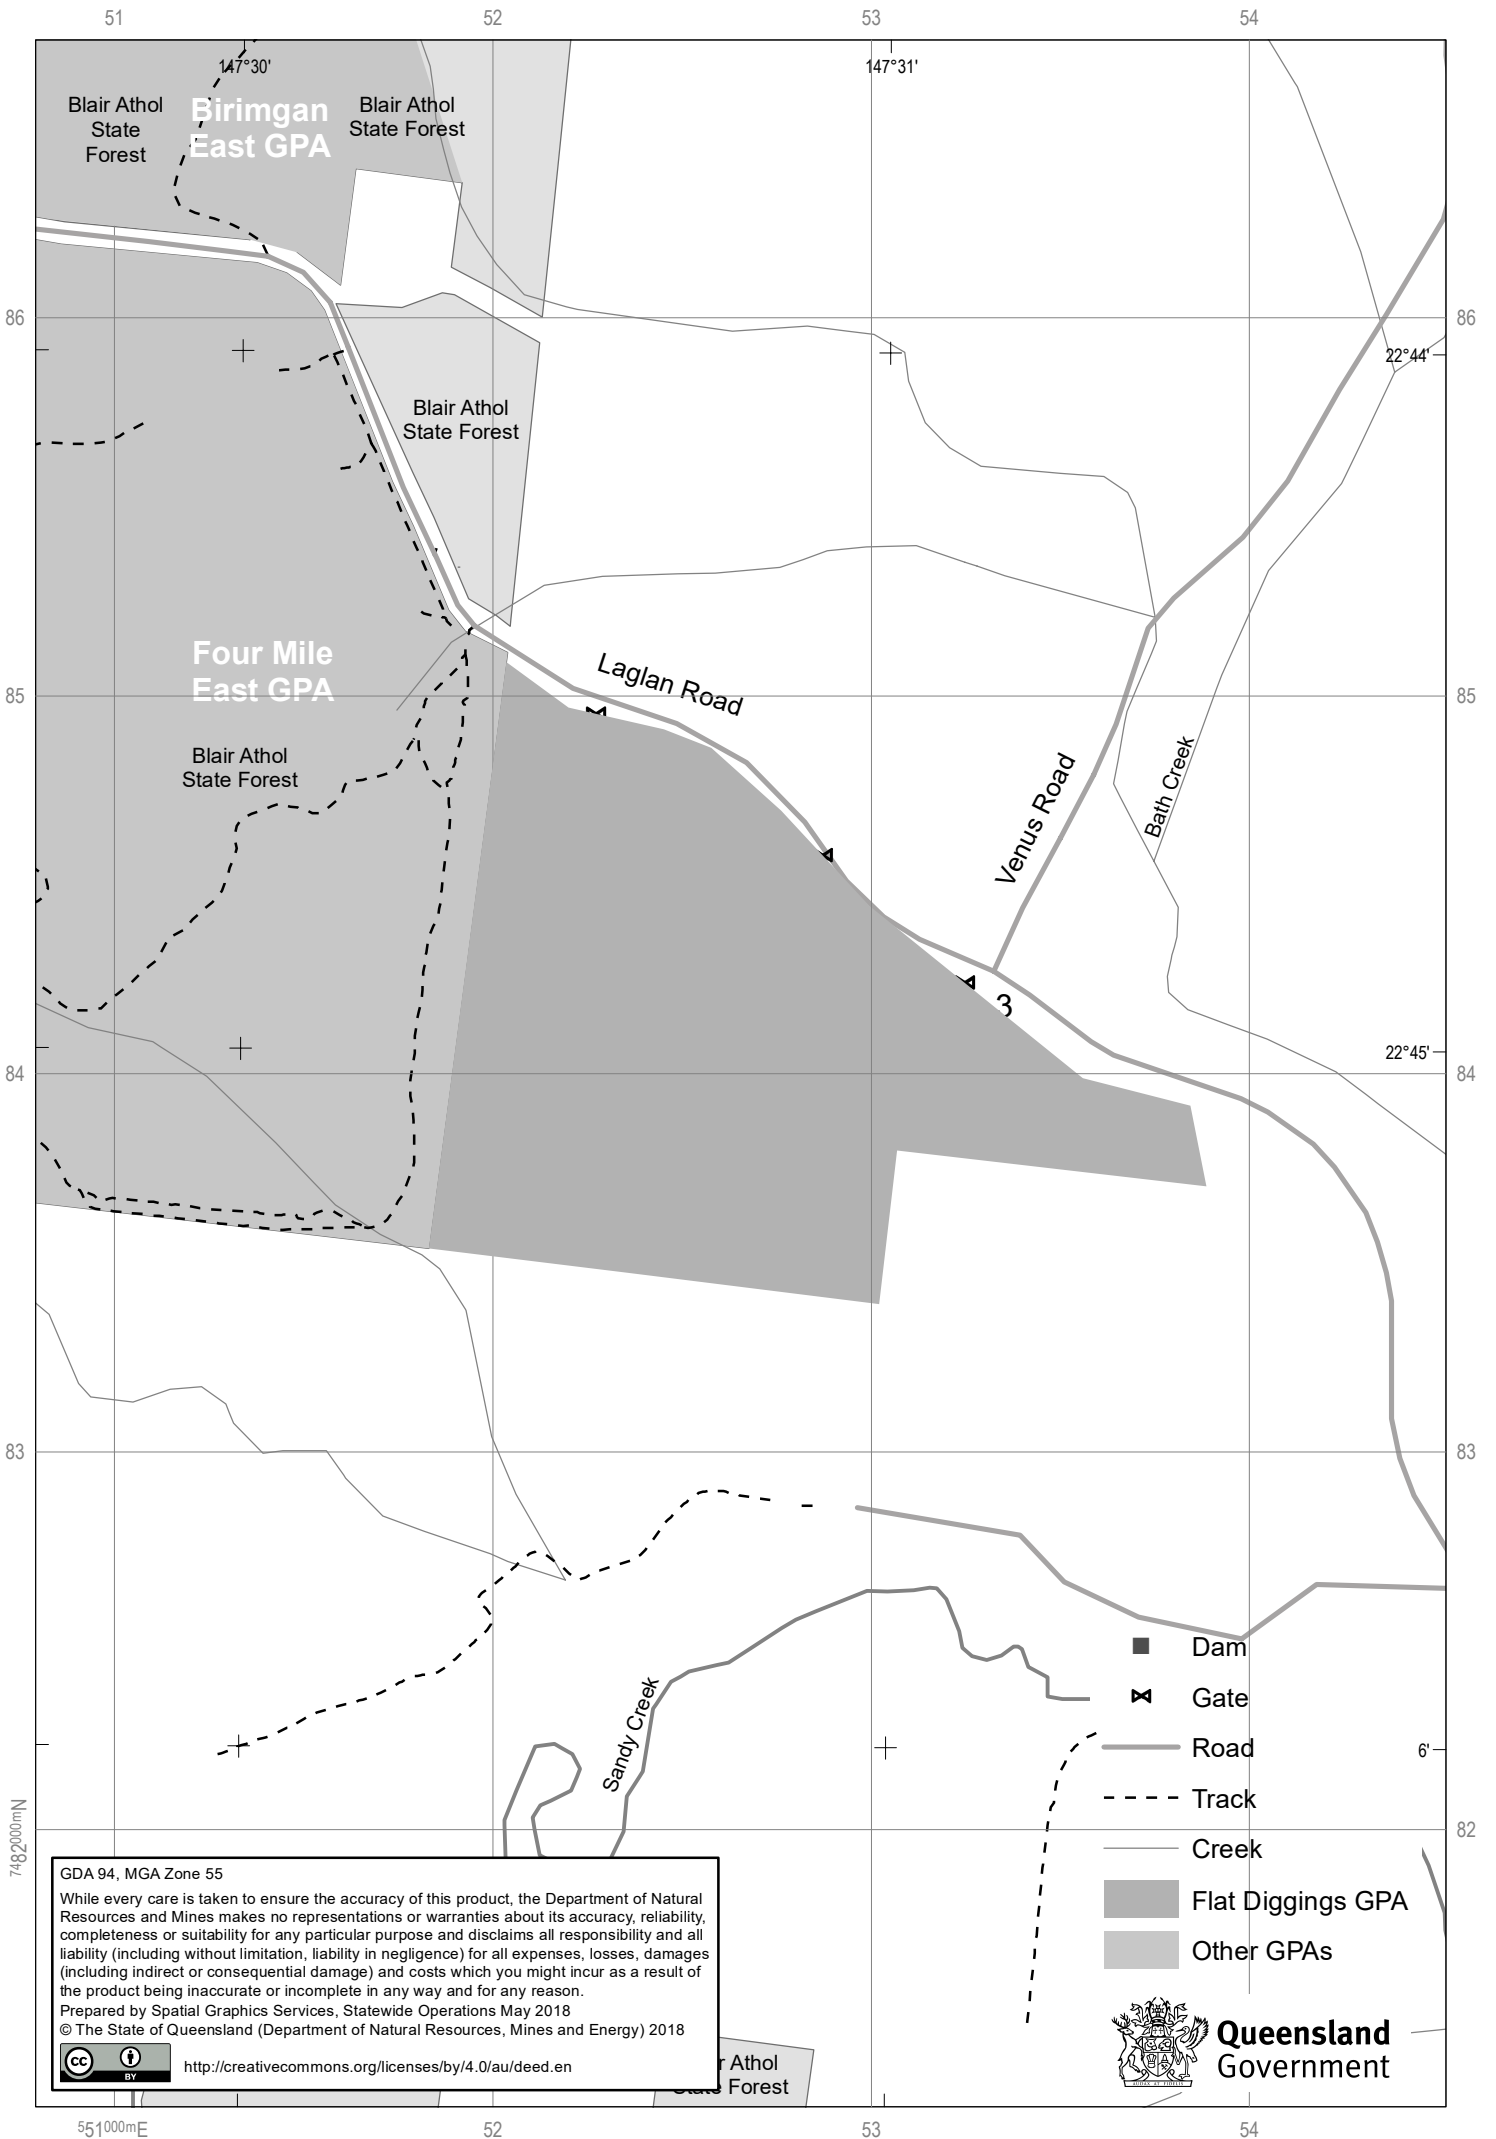 51 52 53 54
147°30' 147°31'
Blair Athol
State
Forest
Birimgan
East GPA
Blair Athol
State Forest
86 86
22°44'
Blair Athol
State Forest
Four Mile
East GPA
Laglan Road
85 85
Blair Athol
State Forest
Venus Road
Bath Creek
3
22°45'
84 84
83 83
Dam
Gate
Sandy Creek
Road
6'
Track
82
7482000mN
Creek
Flat Diggings GPA
Other GPAs
GDA 94, MGA Zone 55
While every care is taken to ensure the accuracy of this product, the Department of Natural
Resources and Mines makes no representations or warranties about its accuracy, reliability,
completeness or suitability for any particular purpose and disclaims all responsibility and all
liability (including without limitation, liability in negligence) for all expenses, losses, damages
(including indirect or consequential damage) and costs which you might incur as a result of
the product being inaccurate or incomplete in any way and for any reason.
Prepared by Spatial Graphics Services, Statewide Operations May 2018
© The State of Queensland (Department of Natural Resources, Mines and Energy) 2018
cc BY
http://creativecommons.org/licenses/by/4.0/au/deed.en
r Athol
State Forest
Queensland
Government
551000mE 52 53 54